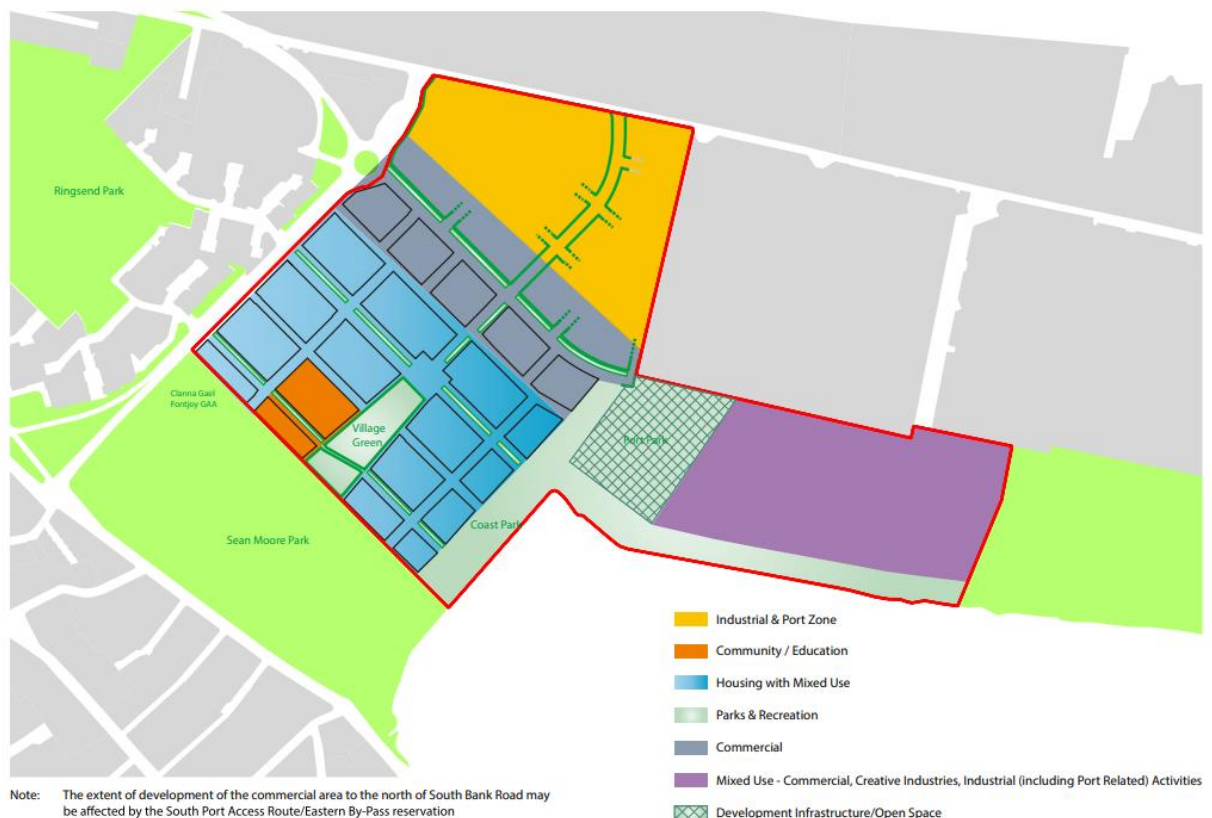 Ringsend Park
Clanna Gael
Fontjoy GAA
Village
Green
Port Park
Coast Park
Sean Moore Park
Industrial & Port Zone
Community / Education
Housing with Mixed Use
Parks & Recreation
Commercial
Mixed Use - Commercial, Creative Industries, Industrial (including Port Related) Activities
Development Infrastructure/Open Space
Note: The extent of development of the commercial area to the north of South Bank Road may
be affected by the South Port Access Route/Eastern By-Pass reservation